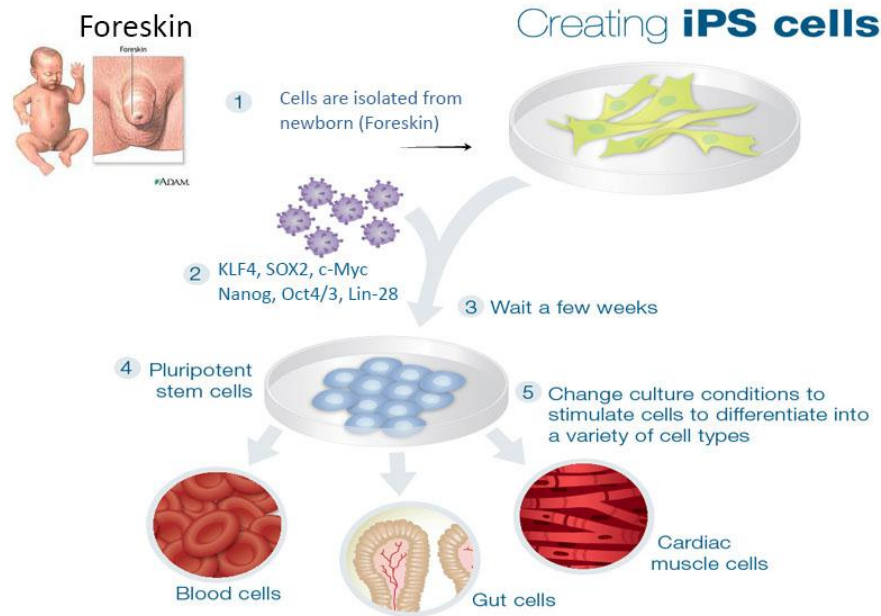 Foreskin
Creating iPS cells
Foreskin
1
Cells are isolated from
newborn (Foreskin)
ADAM.
2
KLF4, SOX2, c-Myc
Nanog, Oct4/3, Lin-28
3 Wait a few weeks
4 Pluripotent
stem cells
5 Change culture conditions to
stimulate cells to differentiate into
a variety of cell types
Blood cells
Gut cells
Cardiac
muscle cells